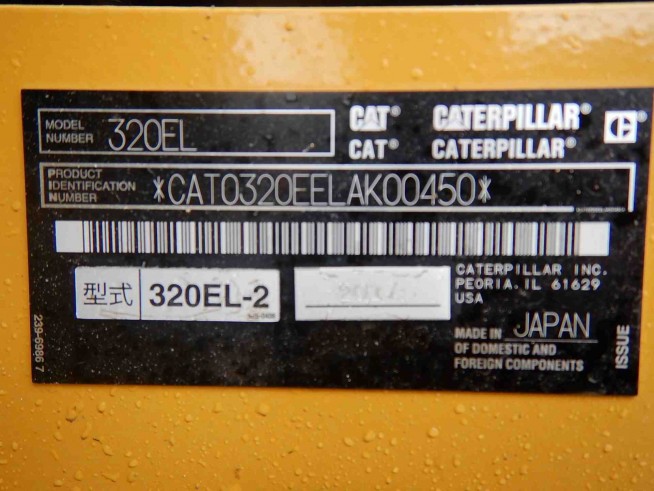 MODEL
NUMBER
320EL
CAT® CATERPILLAR®
CAT® CATERPILLAR®
PRODUCT
IDENTIFICATION
NUMBER
*CAT0320EELAK00450*
型式 320EL-2
CATERPILLAR INC.
PEORIA. IL 61629
USA
MADE IN JAPAN
OF DOMESTIC AND
FOREIGN COMPONENTS
ISSUE
239-6986 7